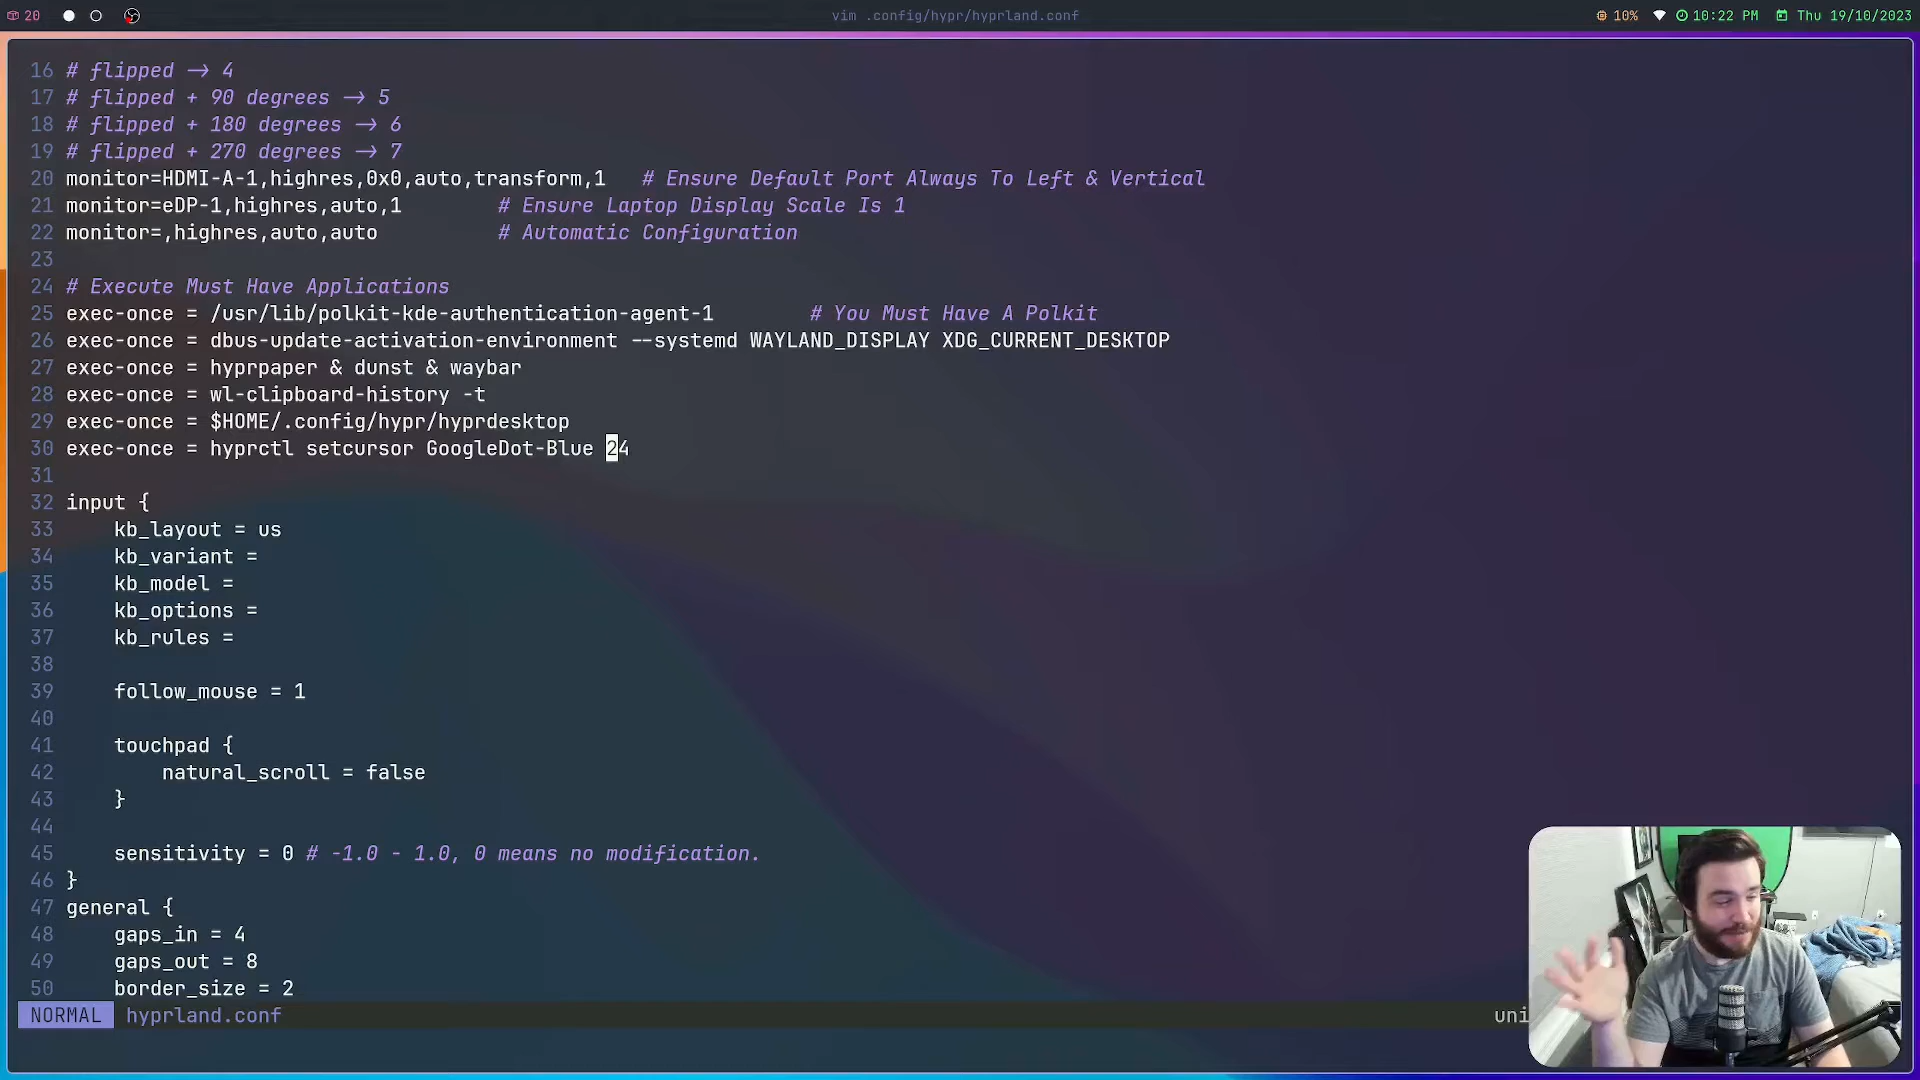 20
vim .config/hypr/hyprland.conf
10% 10:22 PM Thu 19/10/2023
16 # flipped -> 4
17 # flipped + 90 degrees -> 5
18 # flipped + 180 degrees -> 6
19 # flipped + 270 degrees -> 7
20 monitor=HDMI-A-1,highres,0x0,auto,transform,1 # Ensure Default Port Always To Left & Vertical
21 monitor=eDP-1,highres,auto,1 # Ensure Laptop Display Scale Is 1
22 monitor=,highres,auto,auto # Automatic Configuration
23
24 # Execute Must Have Applications
25 exec-once = /usr/lib/polkit-kde-authentication-agent-1 # You Must Have A Polkit
26 exec-once = dbus-update-activation-environment --systemd WAYLAND_DISPLAY XDG_CURRENT_DESKTOP
27 exec-once = hyprpaper & dunst & waybar
28 exec-once = wl-clipboard-history -t
29 exec-once = $HOME/.config/hypr/hyprdesktop
30 exec-once = hyprctl setcursor GoogleDot-Blue 24
31
32 input {
33 kb_layout = us
34 kb_variant =
35 kb_model =
36 kb_options =
37 kb_rules =
38
39 follow_mouse = 1
40
41 touchpad {
42 natural_scroll = false
43 }
44
45 sensitivity = 0 # -1.0 - 1.0, 0 means no modification.
46 }
47 general {
48 gaps_in = 4
49 gaps_out = 8
50 border_size = 2
NORMAL hyprland.conf uni